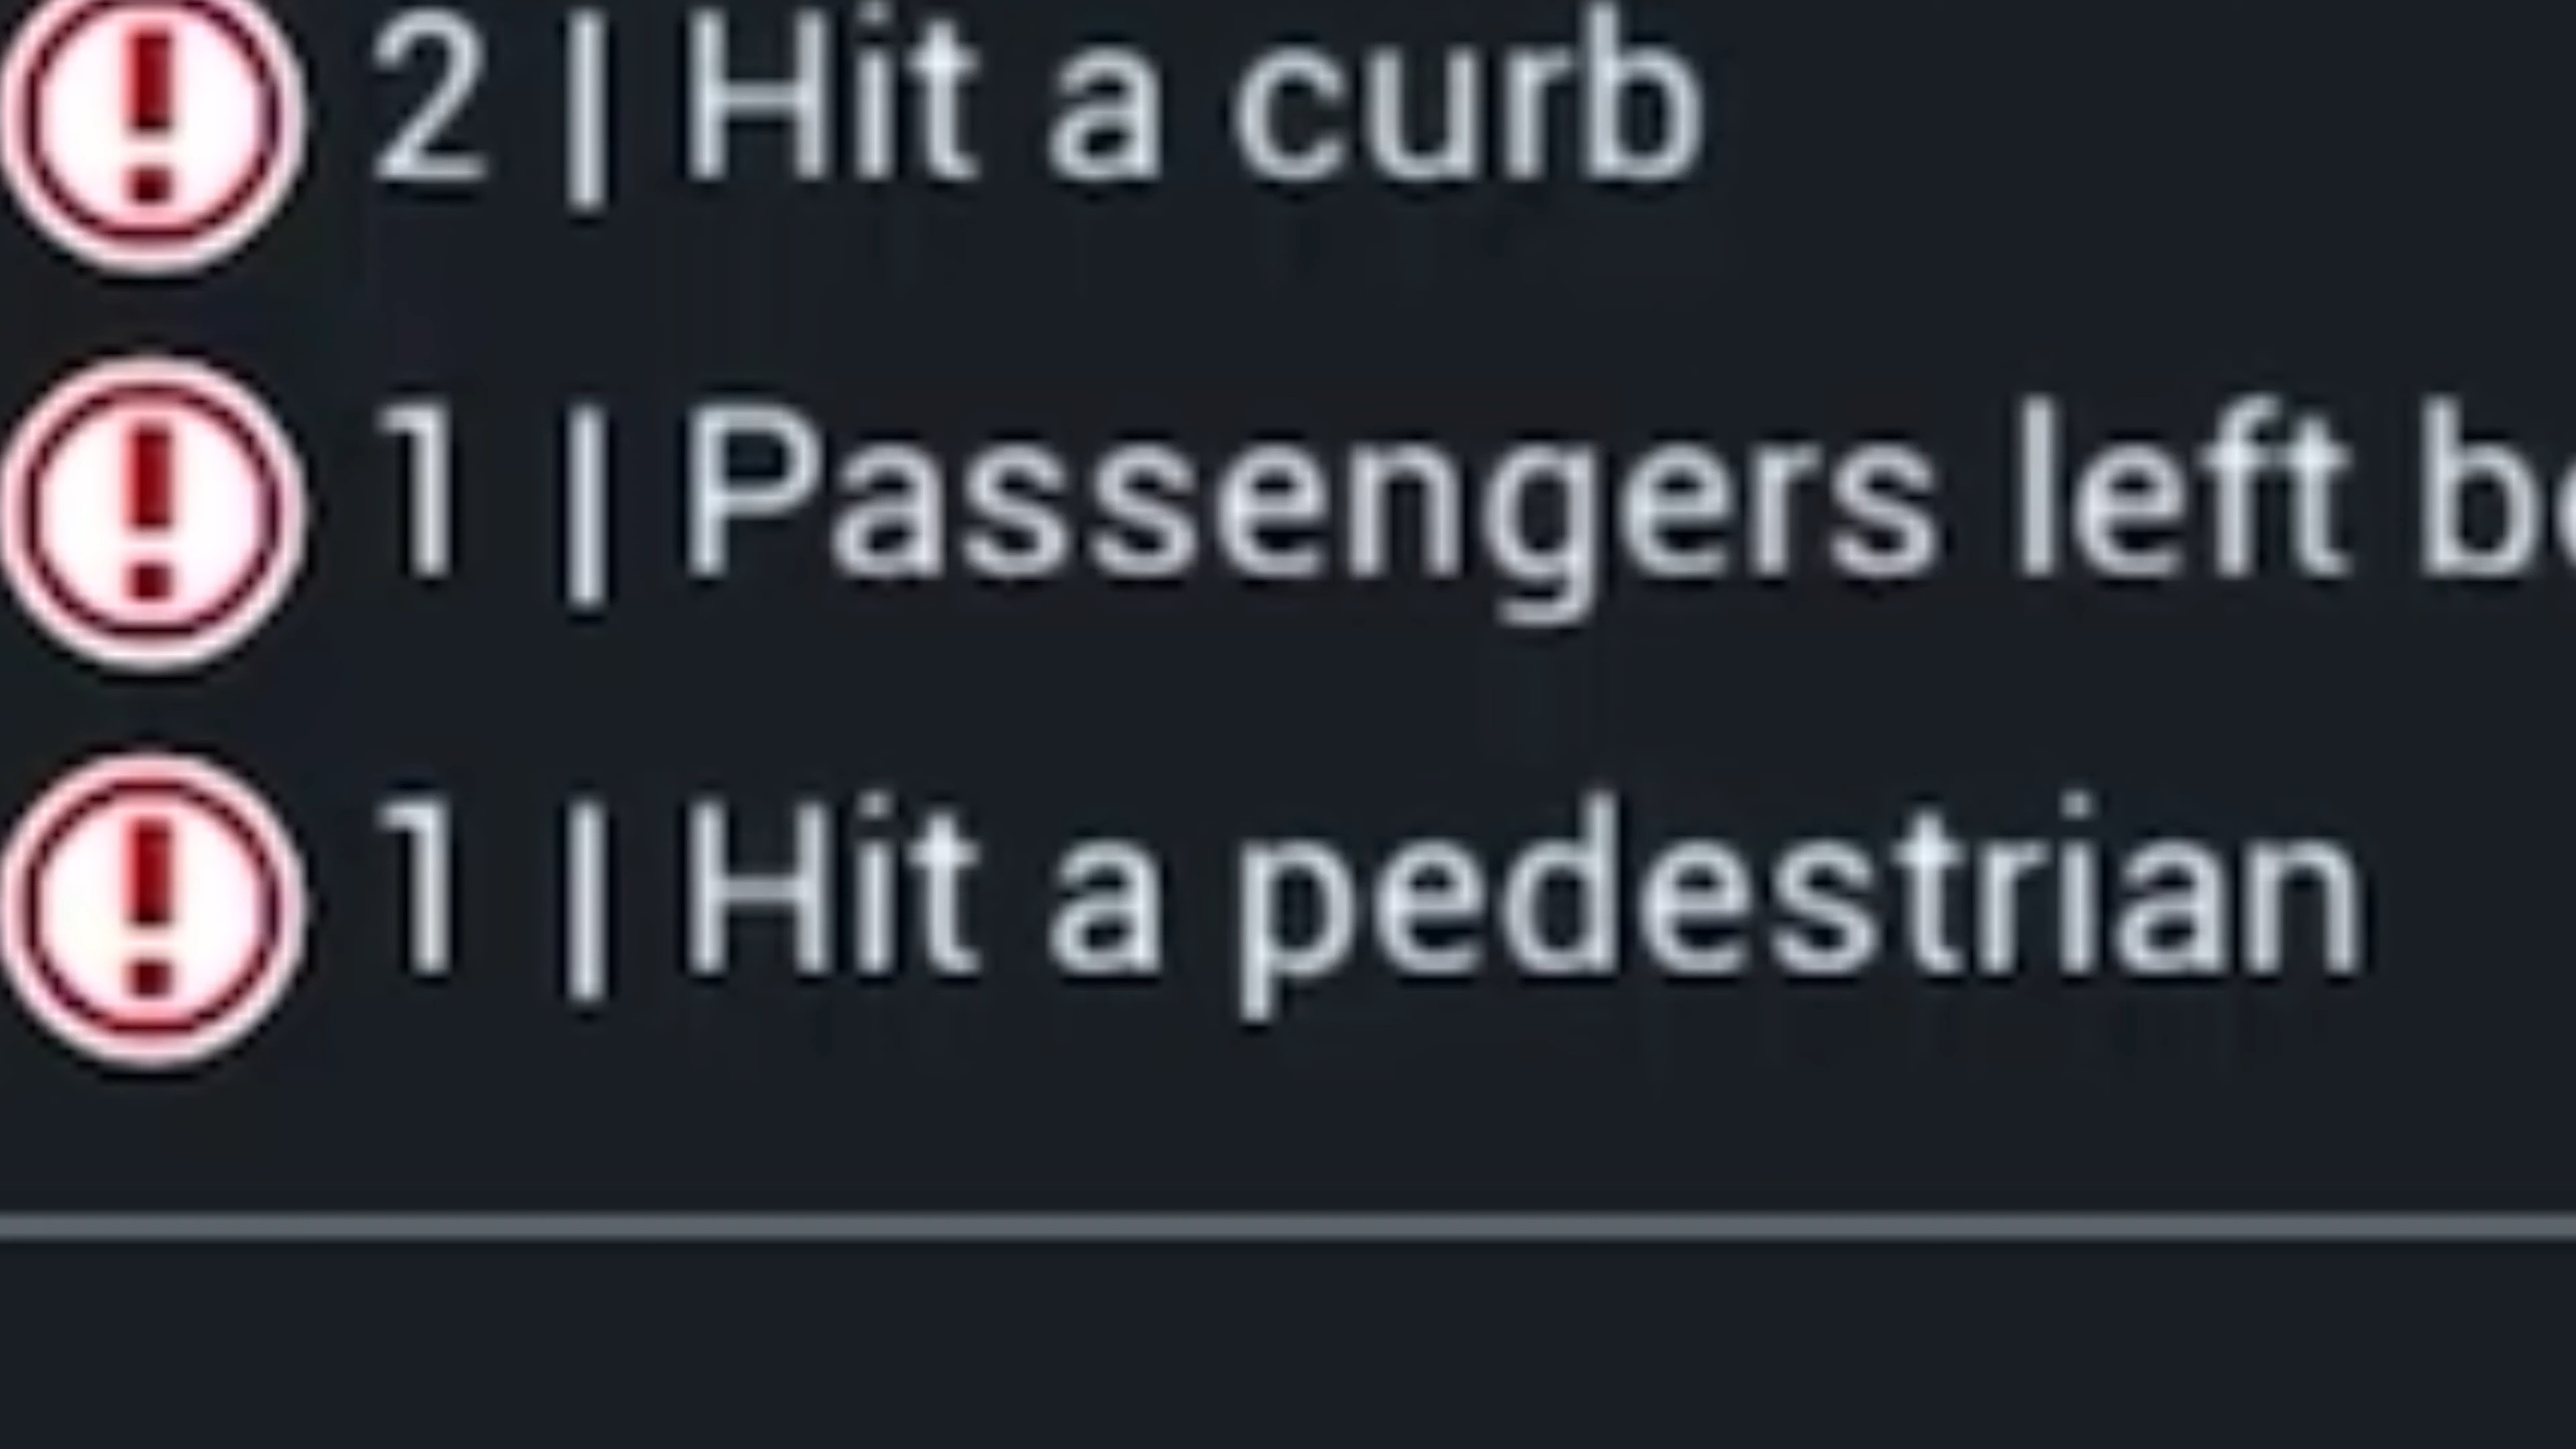 2 | Hit a curb
1 | Passengers left
1 | Hit a pedestrian